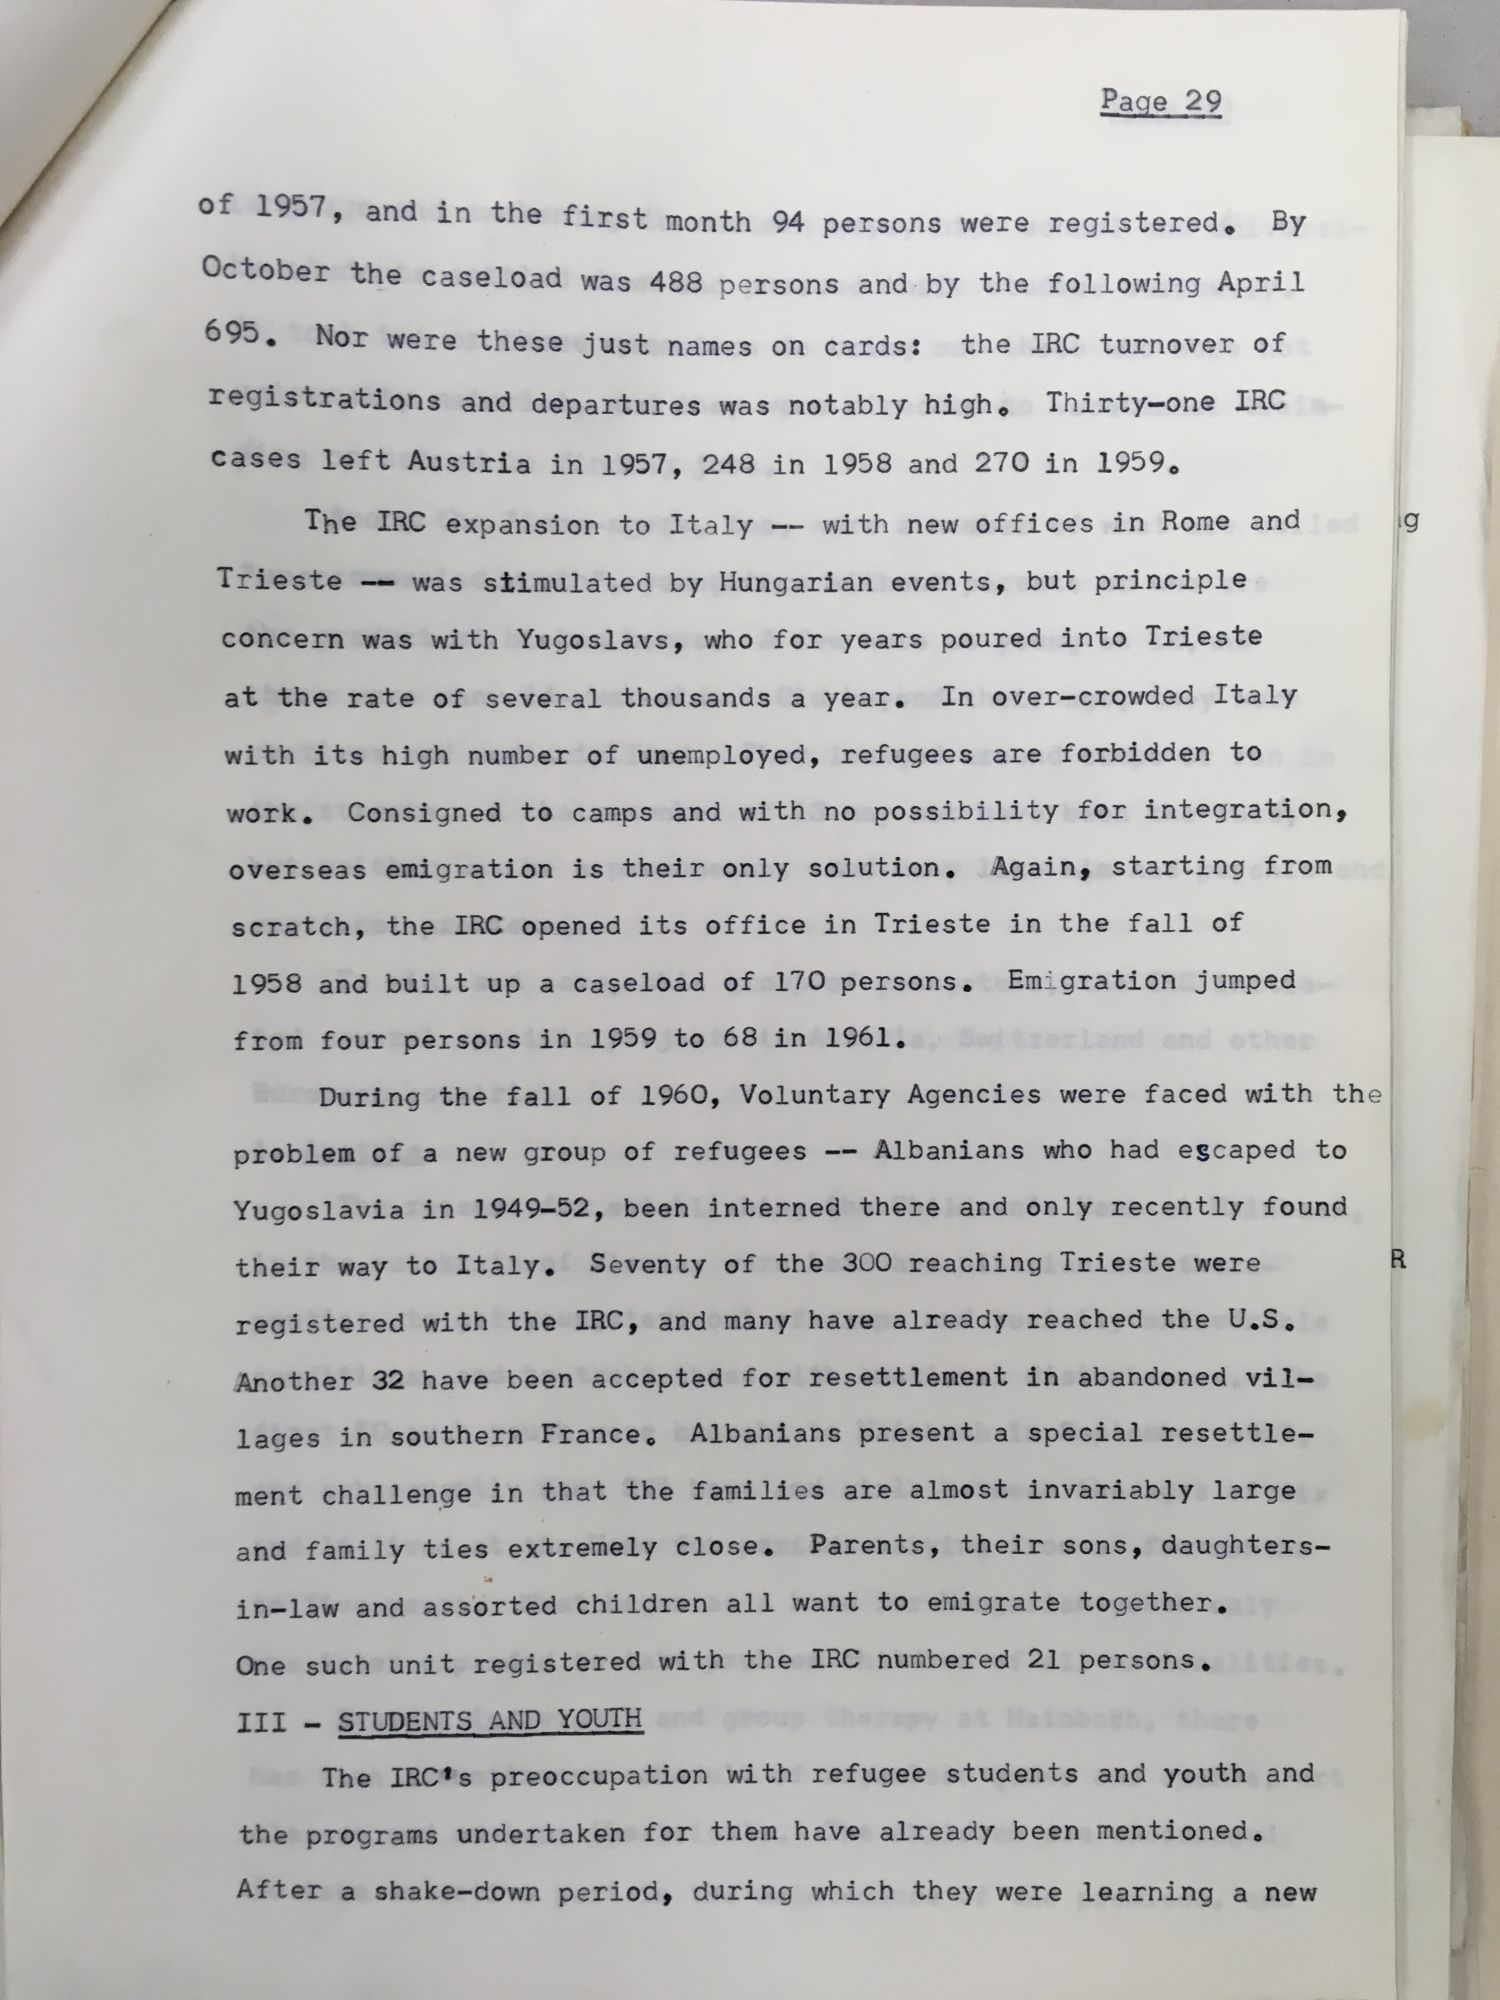 Page 29
of 1957, and in the first month 94 persons were registered.  By
October the caseload was 488 persons and by the following April
695.  Nor were these just names on cards:  the IRC turnover of
registrations and departures was notably high.  Thirty-one IRC
cases left Austria in 1957, 248 in 1958 and 270 in 1959.
The IRC expansion to Italy -- with new offices in Rome and
Trieste -- was stimulated by Hungarian events, but principle
concern was with Yugoslavs, who for years poured into Trieste
at the rate of several thousands a year.  In over-crowded Italy
with its high number of unemployed, refugees are forbidden to
work.  Consigned to camps and with no possibility for integration,
overseas emigration is their only solution.  Again, starting from
scratch, the IRC opened its office in Trieste in the fall of
1958 and built up a caseload of 170 persons.  Emigration jumped
from four persons in 1959 to 68 in 1961.
During the fall of 1960, Voluntary Agencies were faced with the
problem of a new group of refugees -- Albanians who had escaped to
Yugoslavia in 1949-52, been interned there and only recently found
their way to Italy.  Seventy of the 300 reaching Trieste were
registered with the IRC, and many have already reached the U.S.
Another 32 have been accepted for resettlement in abandoned vil-
lages in southern France.  Albanians present a special resettle-
ment challenge in that the families are almost invariably large
and family ties extremely close.  Parents, their sons, daughters-
in-law and assorted children all want to emigrate together.
One such unit registered with the IRC numbered 21 persons.
III - STUDENTS AND YOUTH
The IRC's preoccupation with refugee students and youth and
the programs undertaken for them have already been mentioned.
After a shake-down period, during which they were learning a new